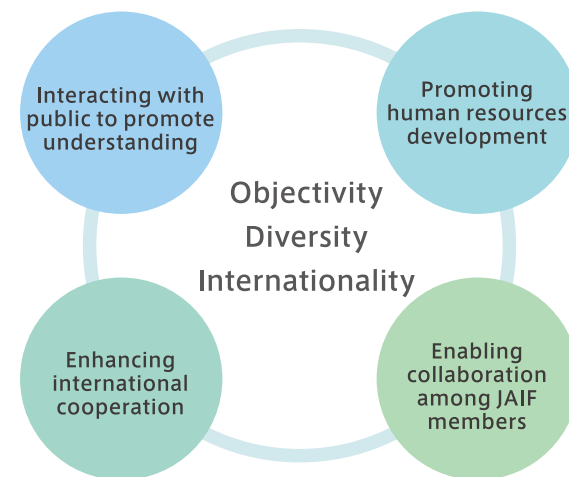 Interacting with
public to promote
understanding
Promoting
human resources
development
Objectivity
Diversity
Internationality
Enhancing
international
cooperation
Enabling
collaboration
among JAIF
members